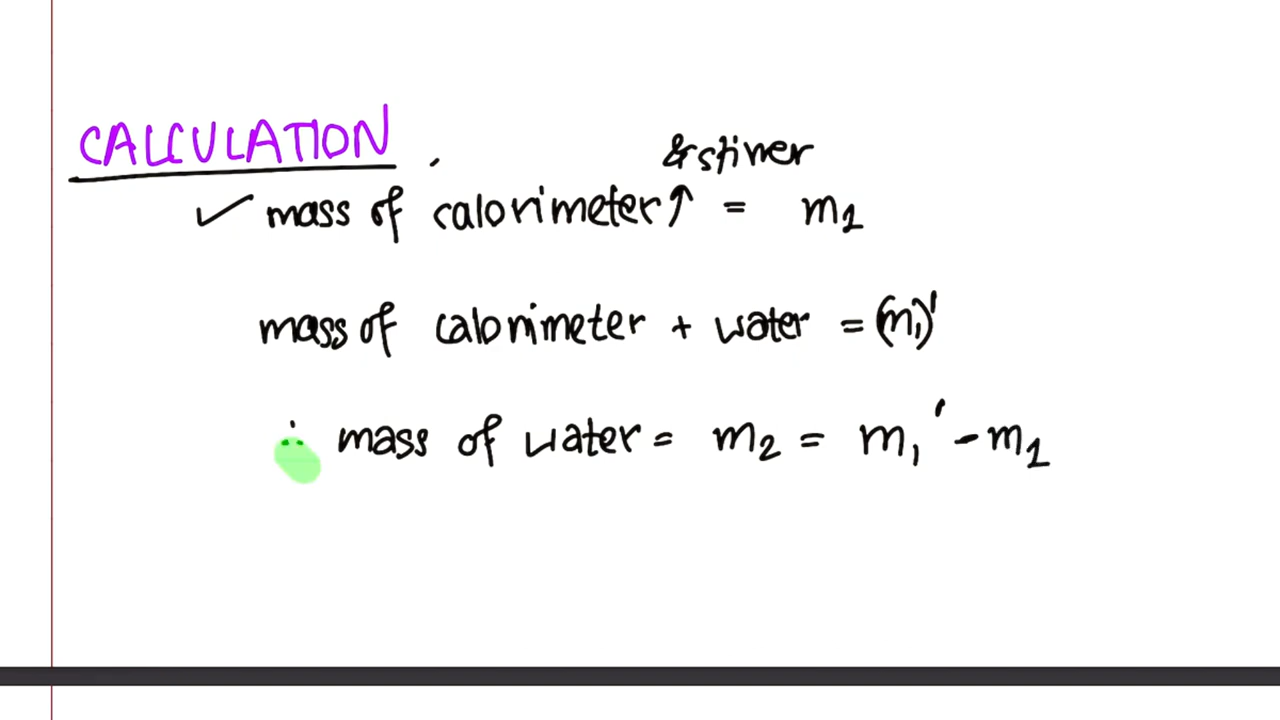 CALCULATION
& stirrer
✓ mass of calorimeter ↑ = m1
mass of calorimeter + water = (m1)'
∴ mass of water = m2 = m1' - m1